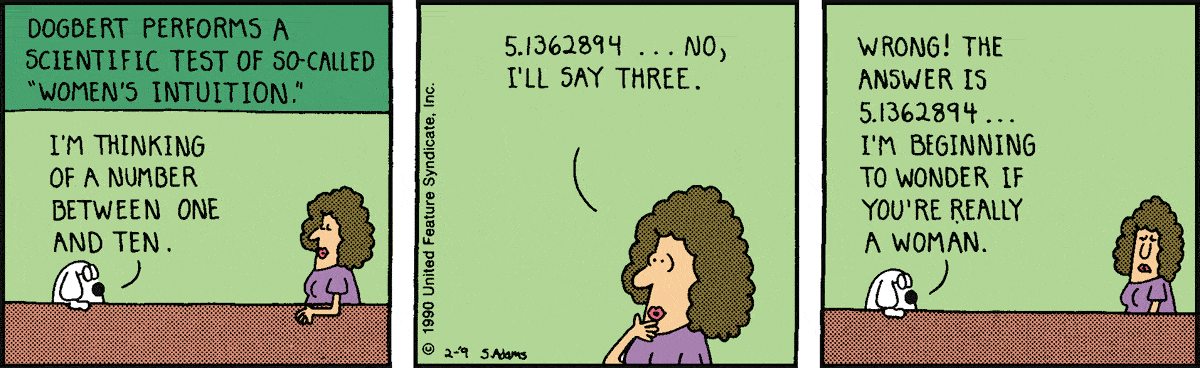 DOGBERT PERFORMS A
SCIENTIFIC TEST OF SO-CALLED
"WOMEN'S INTUITION."
I'M THINKING
OF A NUMBER
BETWEEN ONE
AND TEN.
5.1362894 ... NO,
I'LL SAY THREE.
© 1990 United Feature Syndicate, Inc.
2-9 S.Adams
WRONG! THE
ANSWER IS
5.1362894 ...
I'M BEGINNING
TO WONDER IF
YOU'RE REALLY
A WOMAN.